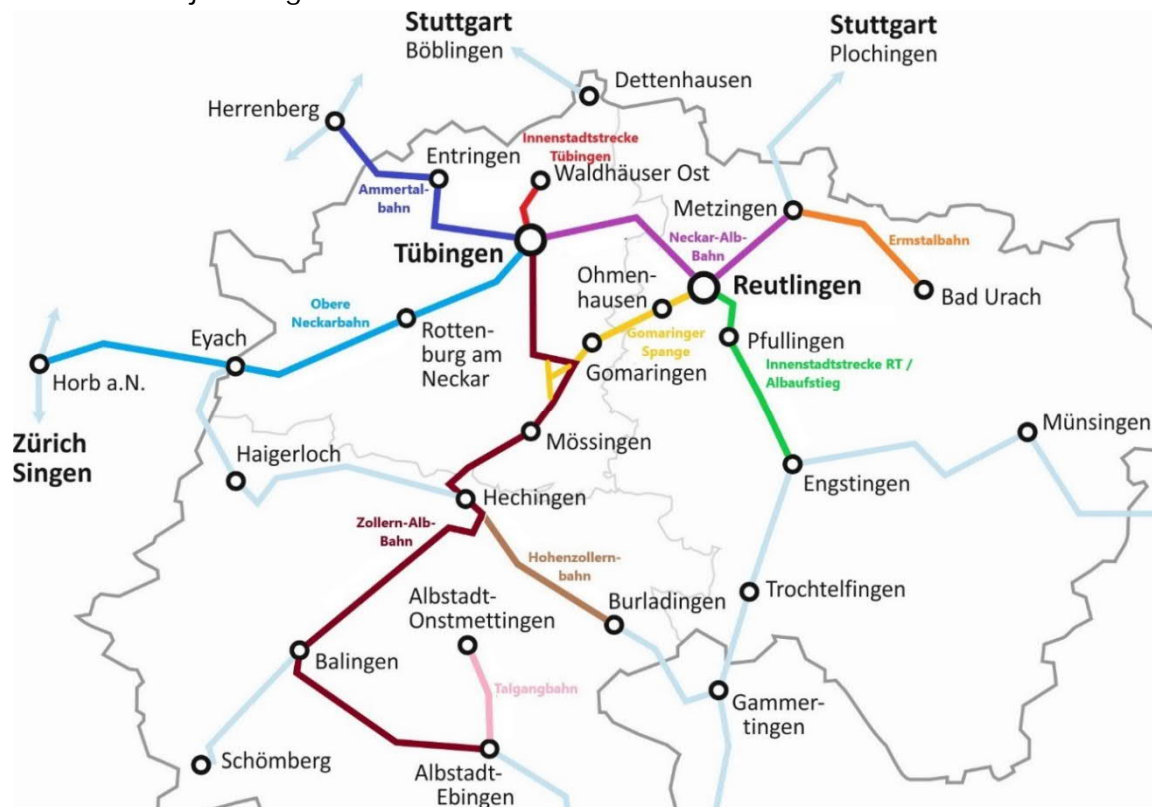 Stuttgart
Böblingen
Stuttgart
Plochingen
Dettenhausen
Herrenberg
Innenstadtstrecke
Tübingen
Entringen
Waldhäuser Ost
Ammertal-
bahn
Metzingen
Neckar-Alb-
Bahn
Ermstalbahn
Tübingen
Ohmen-
hausen
Reutlingen
Bad Urach
Obere
Neckarbahn
Rotten-
burg am
Neckar
Gomaringer
Spange
Pfullingen
Eyach
Gomaringen
Innenstadtstrecke RT /
Albaufstieg
Horb a.N.
Münsingen
Zürich
Singen
Mössingen
Haigerloch
Engstingen
Hechingen
Zollern-Alb-
Bahn
Hohenzollern-
bahn
Albstadt-
Onstmettingen
Burladingen
Trochtelfingen
Balingen
Talgangbahn
Gammer-
tingen
Schömberg
Albstadt-
Ebingen